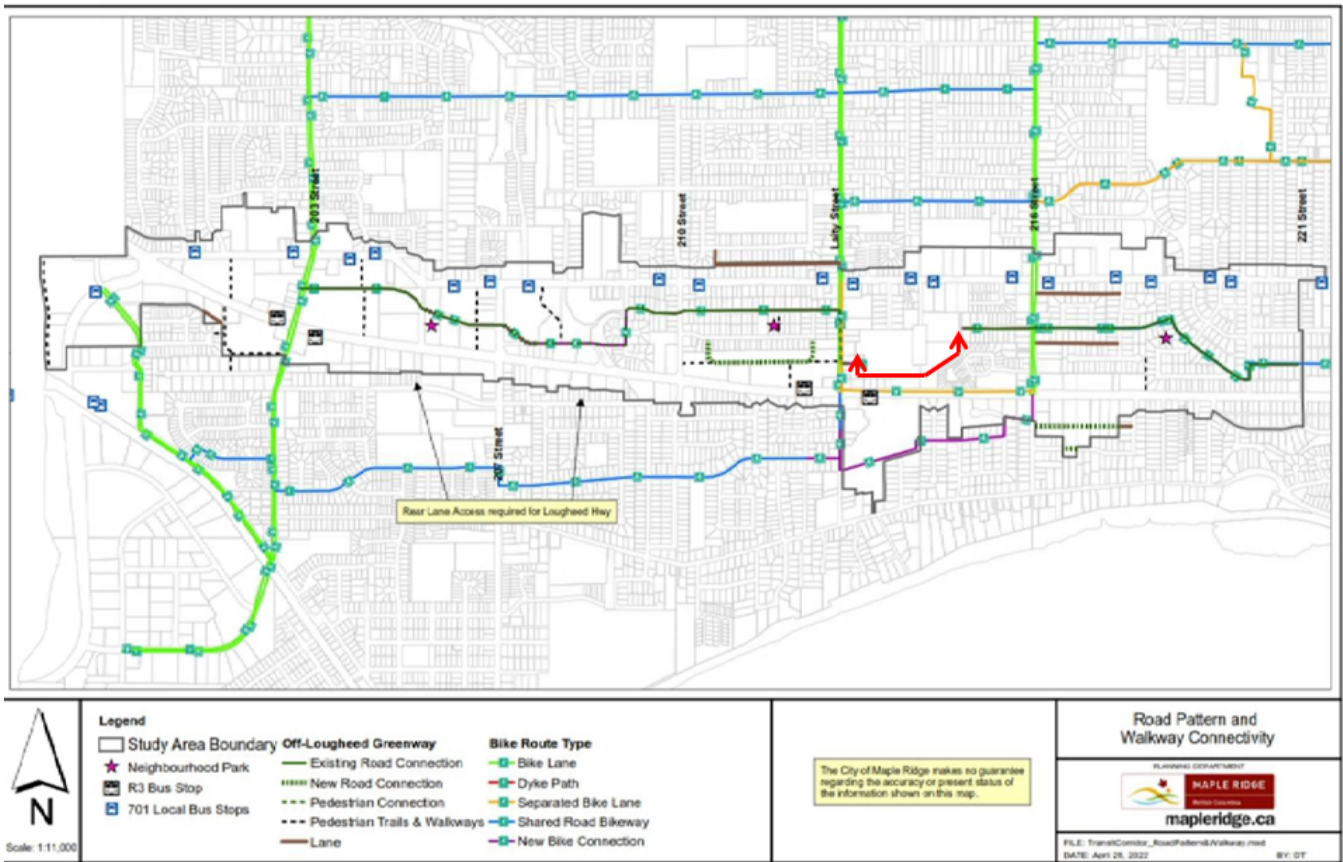 203 Street
210 Street
Laity Street
216 Street
221 Street
207 Street
Rear Lane Access required for Lougheed Hwy
N
Scale: 1:11,000
Legend
Study Area Boundary
Neighbourhood Park
R3 Bus Stop
701 Local Bus Stops
Off-Lougheed Greenway
Existing Road Connection
New Road Connection
Pedestrian Connection
Pedestrian Trails & Walkways
Lane
Bike Route Type
Bike Lane
Dyke Path
Separated Bike Lane
Shared Road Bikeway
New Bike Connection
The City of Maple Ridge makes no guarantee
regarding the accuracy or present status of
the information shown on this map.
Road Pattern and
Walkway Connectivity
PLANNING DEPARTMENT
MAPLE RIDGE
British Columbia
mapleridge.ca
FILE: TransitCorridor_RoadPattern&Walkway.mxd
DATE: April 28, 2022
BY: DT